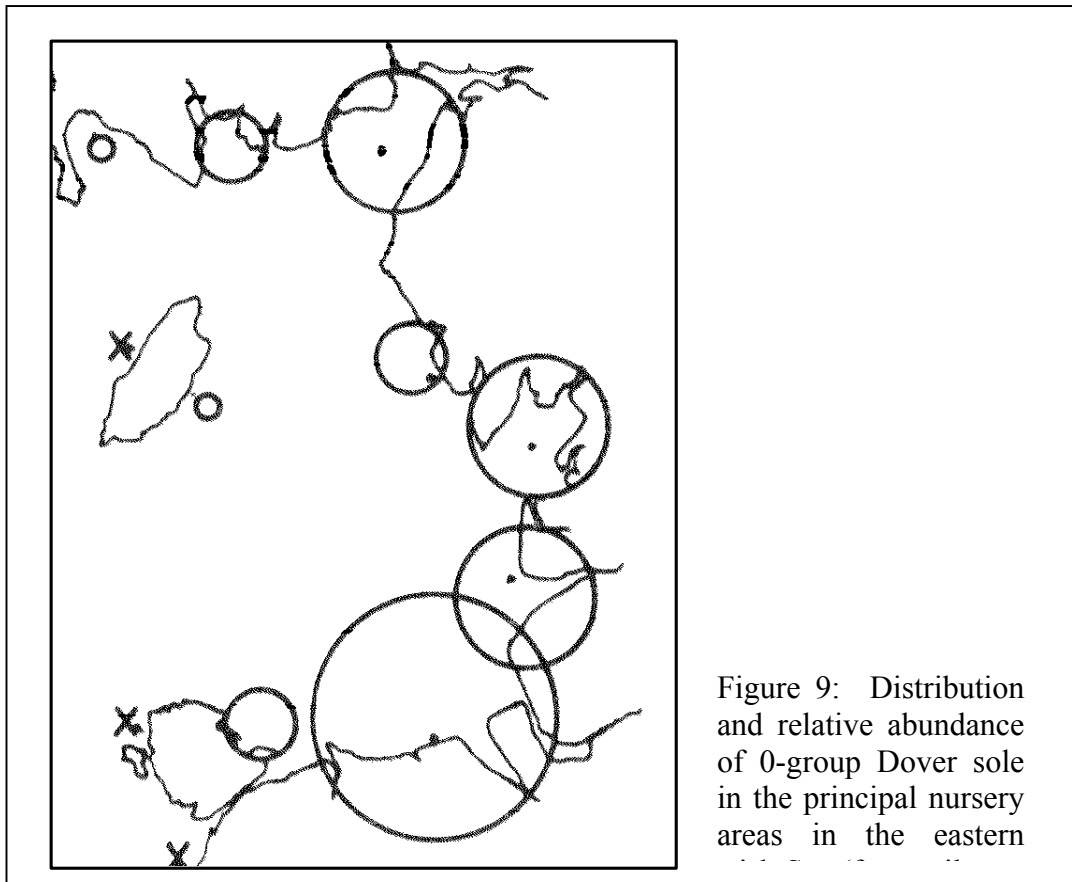 Figure 9: Distribution
and relative abundance
of 0-group Dover sole
in the principal nursery
areas in the eastern